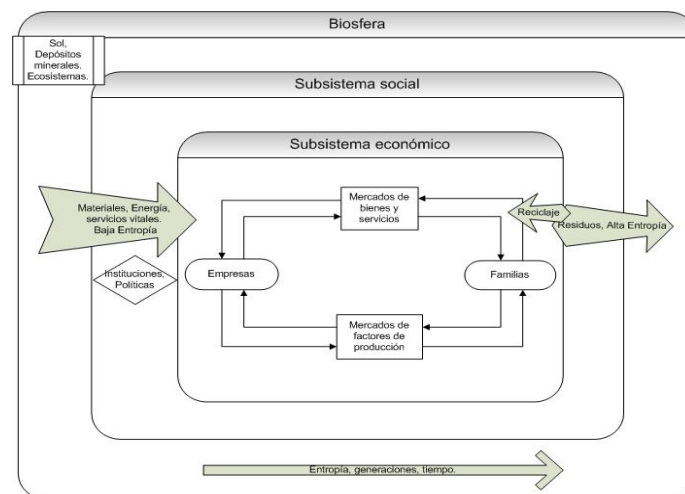 Biosfera
Sol,
Depósitos
minerales.
Ecosistemas.
Subsistema social
Subsistema económico
Materiales, Energía,
servicios vitales.
Baja Entropía
Mercados de
bienes y
servicios
Reciclaje
Residuos, Alta Entropía
Instituciones,
Políticas
Empresas
Familias
Mercados de
factores de
producción
Entropía, generaciones, tiempo.